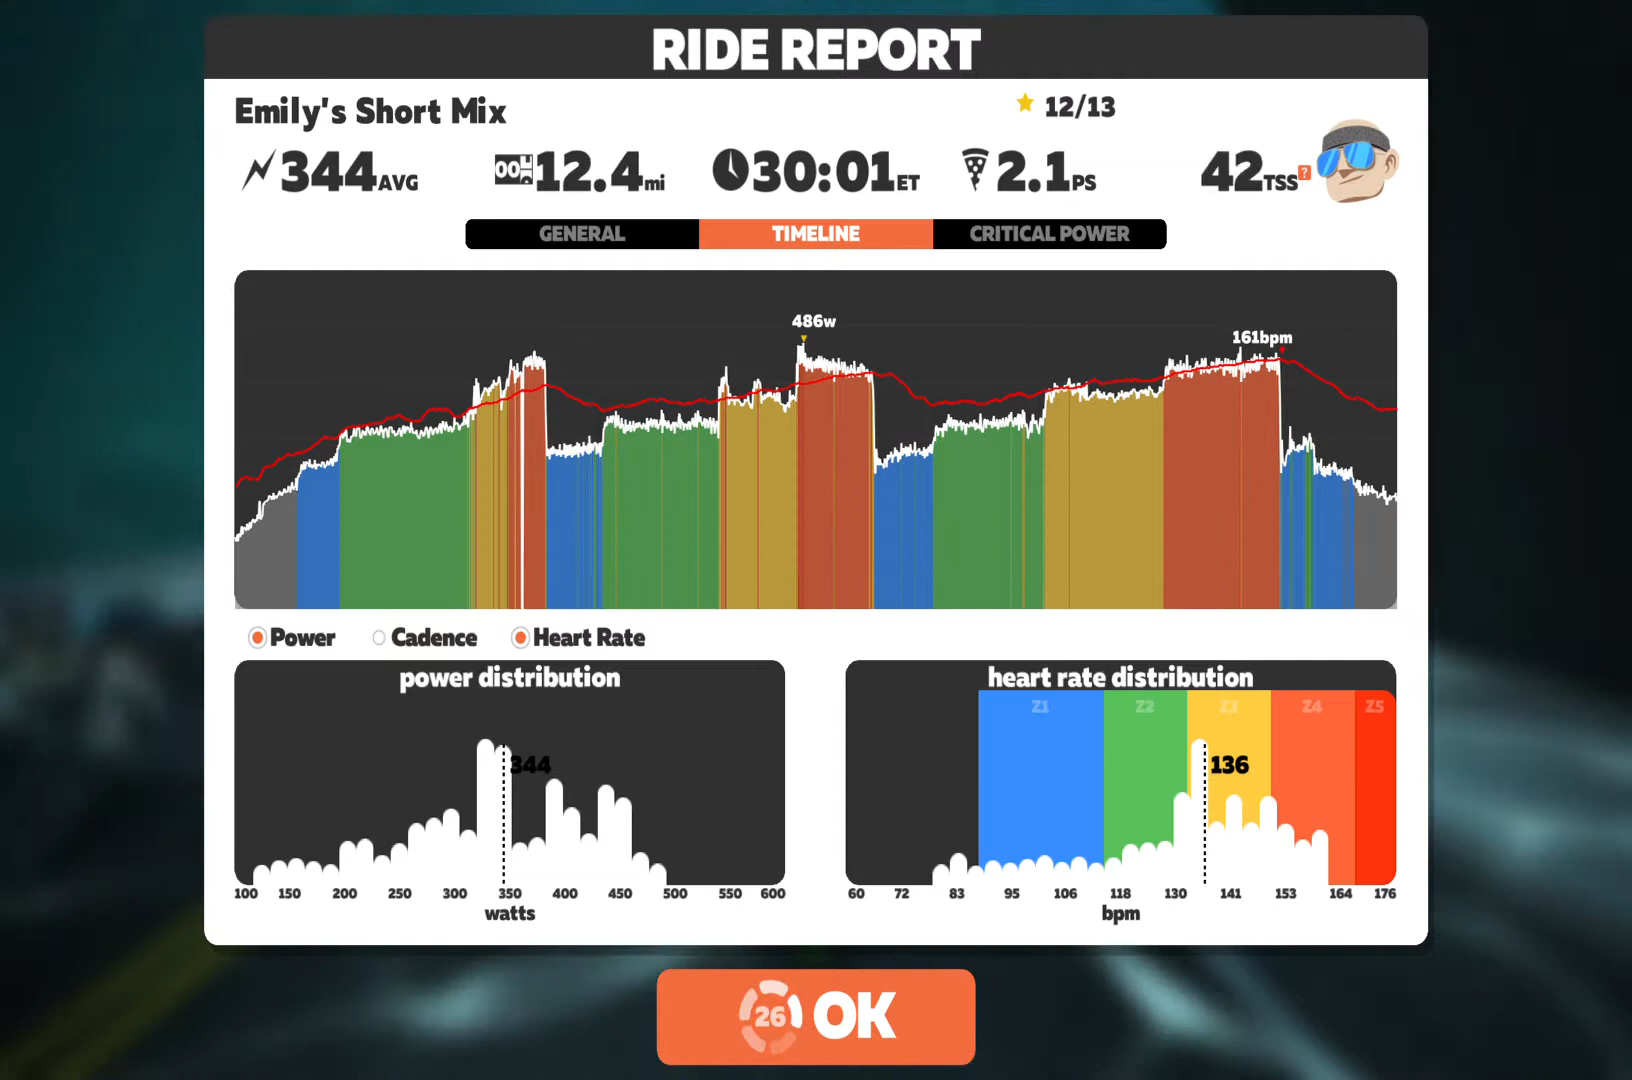 RIDE REPORT
Emily's Short Mix
12/13
344AVG
12.4mi
30:01ET
2.1PS
42TSS
?
GENERAL
TIMELINE
CRITICAL POWER
486w
161bpm
Power
Cadence
Heart Rate
power distribution
344
100 150 200 250 300 350 400 450 500 550 600
watts
heart rate distribution
Z1 Z2 Z3 Z4 Z5
136
60 72 83 95 106 118 130 141 153 164 176
bpm
26 OK